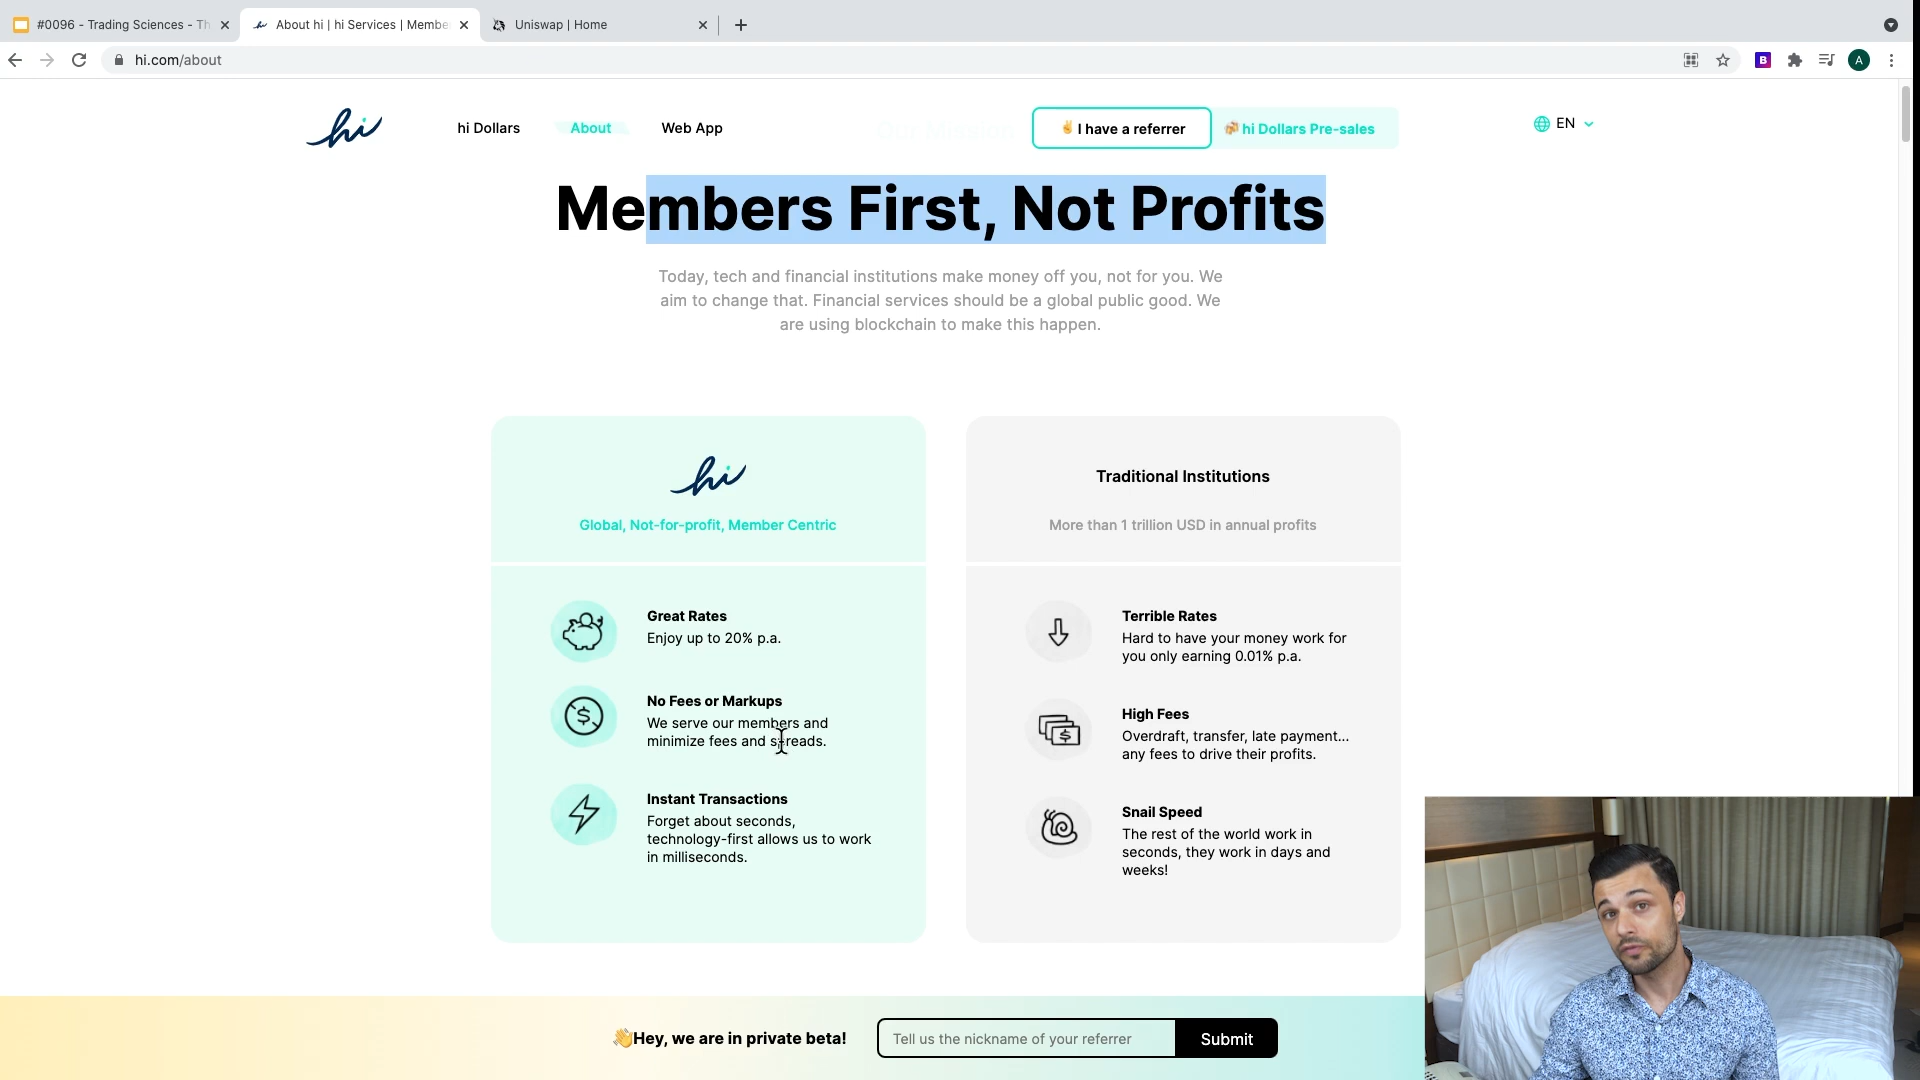 #0096 - Trading Sciences - Th
About hi | hi Services | Membe
Uniswap | Home
hi.com/about
B
A
hi
hi Dollars
About
Web App
I have a referrer
hi Dollars Pre-sales
EN
Members First, Not Profits
Today, tech and financial institutions make money off you, not for you. We
aim to change that. Financial services should be a global public good. We
are using blockchain to make this happen.
hi
Global, Not-for-profit, Member Centric
Great Rates
Enjoy up to 20% p.a.
No Fees or Markups
We serve our members and
minimize fees and spreads.
Instant Transactions
Forget about seconds,
technology-first allows us to work
in milliseconds.
Traditional Institutions
More than 1 trillion USD in annual profits
Terrible Rates
Hard to have your money work for
you only earning 0.01% p.a.
High Fees
Overdraft, transfer, late payment...
any fees to drive their profits.
Snail Speed
The rest of the world work in
seconds, they work in days and
weeks!
👋Hey, we are in private beta!
Tell us the nickname of your referrer
Submit